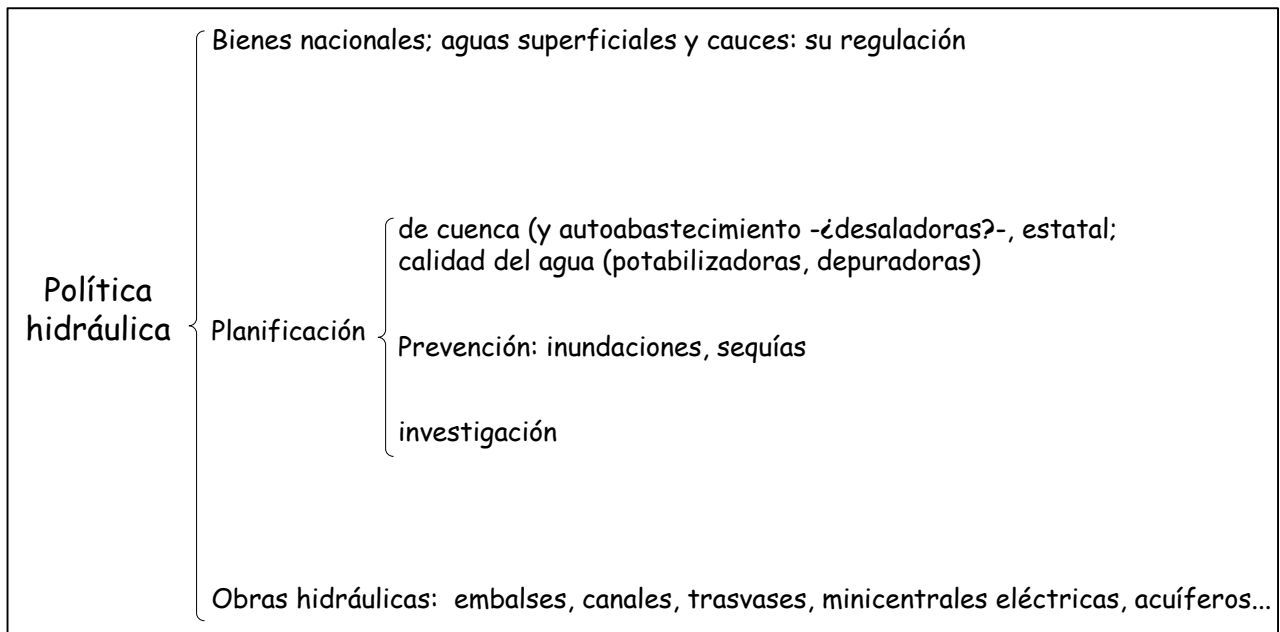 Bienes nacionales; aguas superficiales y cauces: su regulación
Política
hidráulica
Planificación
de cuenca (y autoabastecimiento -¿desaladoras?-, estatal;
calidad del agua (potabilizadoras, depuradoras)
Prevención: inundaciones, sequías
investigación
Obras hidráulicas: embalses, canales, trasvases, minicentrales eléctricas, acuíferos...